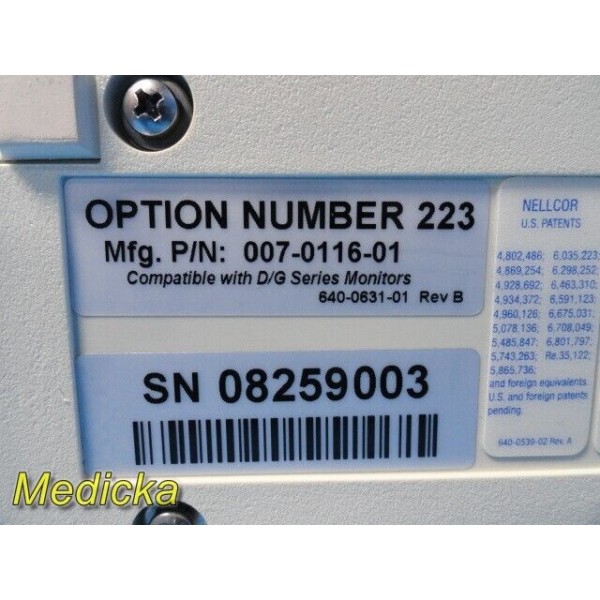 OPTION NUMBER 223
Mfg. P/N: 007-0116-01
Compatible with D/G Series Monitors
640-0631-01 Rev B
SN 08259003
NELLCOR
U.S. PATENTS
4,802,486; 6,035,223;
4,869,254; 6,298,252;
4,928,692; 6,463,310;
4,934,372; 6,591,123;
4,960,126; 6,675,031;
5,078,136; 6,708,049;
5,485,847; 6,801,797;
5,743,263; Re.35,122;
5,865,736;
and foreign equivalents.
U.S. and foreign patents
pending.
640-0539-02 Rev. A
Medicka